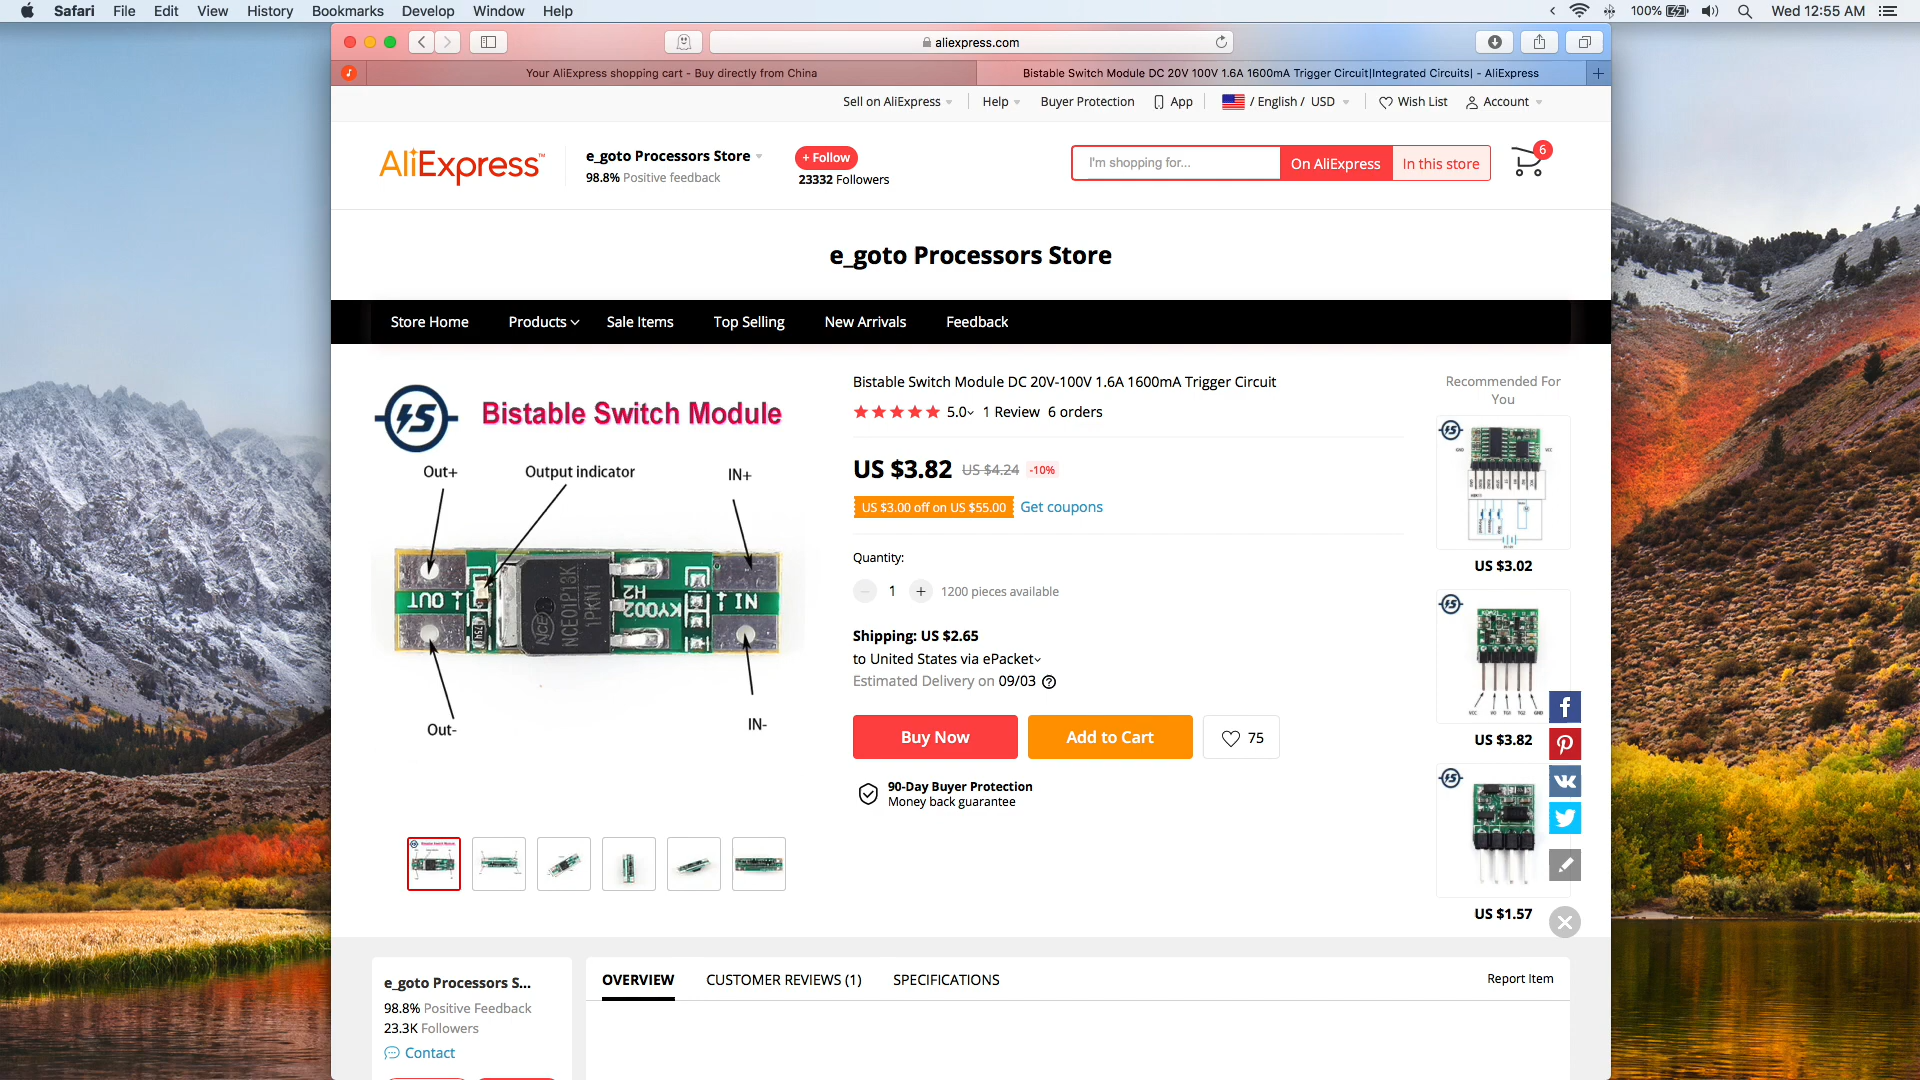 Safari File Edit View History Bookmarks Develop Window Help
100% Wed 12:55 AM
aliexpress.com
Your AliExpress shopping cart - Buy directly from China
Bistable Switch Module DC 20V 100V 1.6A 1600mA Trigger Circuit|Integrated Circuits| - AliExpress
Sell on AliExpress Help Buyer Protection App / English / USD Wish List Account
AliExpress™
e_goto Processors Store
98.8% Positive feedback
+ Follow
23332 Followers
I'm shopping for...
On AliExpress
In this store
6
e_goto Processors Store
Store Home Products Sale Items Top Selling New Arrivals Feedback
Bistable Switch Module
Out+
Output indicator
IN+
OUT
NCE
NCE01P13K
1PKN1
H2
KY002
IN
Out-
IN-
Bistable Switch Module DC 20V-100V 1.6A 1600mA Trigger Circuit
5.0 1 Review 6 orders
US $3.82 US $4.24 -10%
US $3.00 off on US $55.00 Get coupons
Quantity:
1 + 1200 pieces available
Shipping: US $2.65
to United States via ePacket
Estimated Delivery on 09/03
Buy Now
Add to Cart
75
90-Day Buyer Protection
Money back guarantee
Recommended For
You
US $3.02
US $3.82
US $1.57
e_goto Processors S...
98.8% Positive Feedback
23.3K Followers
Contact
OVERVIEW CUSTOMER REVIEWS (1) SPECIFICATIONS
Report Item